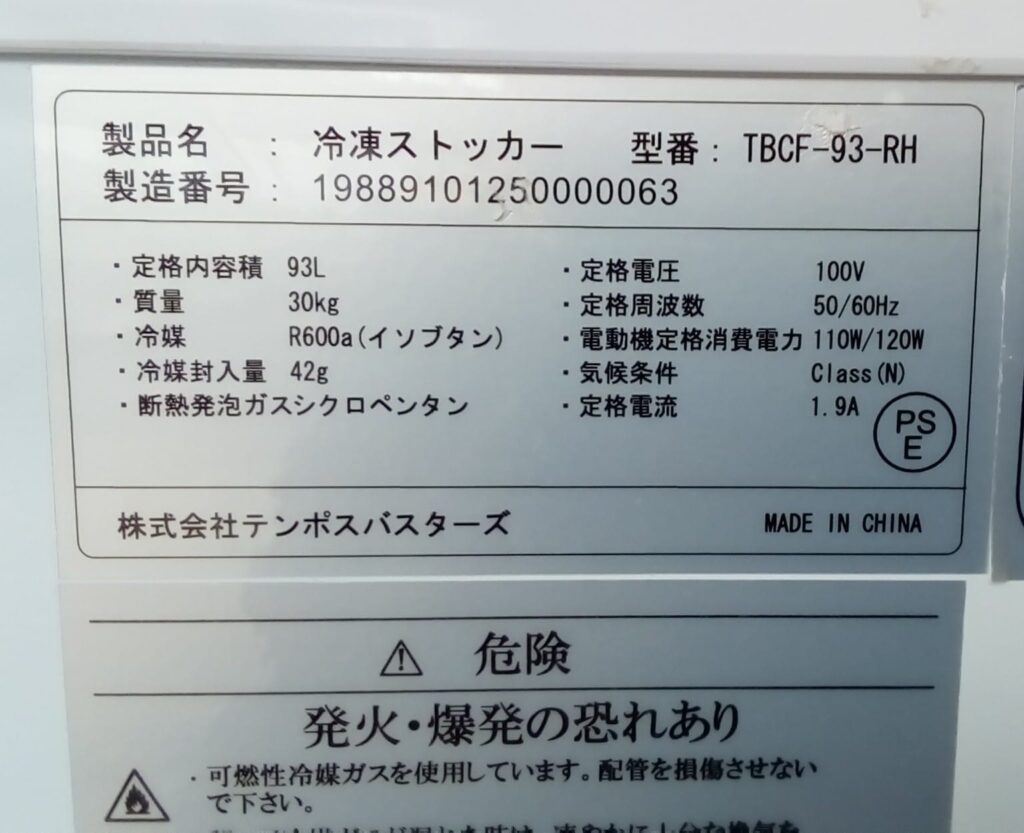 製品名 : 冷凍ストッカー 型番: TBCF-93-RH
製造番号 : 19889101250000063
・定格内容積 93L ・定格電圧 100V
・質量 30kg ・定格周波数 50/60Hz
・冷媒 R600a(イソブタン) ・電動機定格消費電力 110W/120W
・冷媒封入量 42g ・気候条件 Class(N)
・断熱発泡ガスシクロペンタン ・定格電流 1.9A
PS
E
株式会社テンポスバスターズ MADE IN CHINA
⚠ 危険
発火・爆発の恐れあり
・可燃性冷媒ガスを使用しています。配管を損傷させない
で下さい。